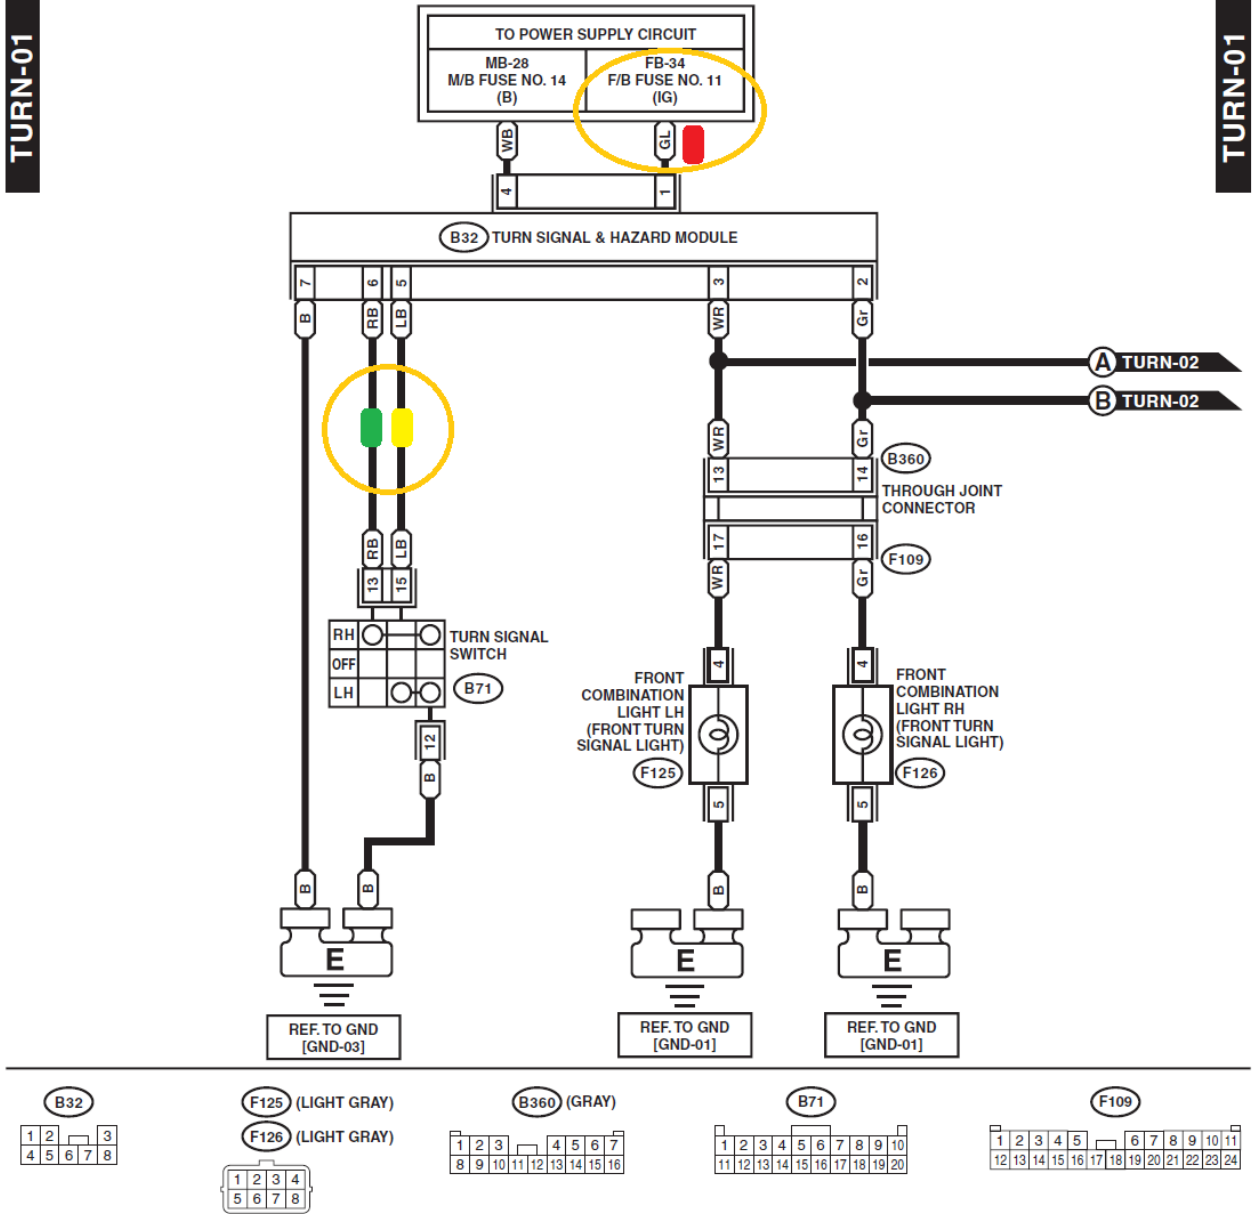 TURN-01
TURN-01
TO POWER SUPPLY CIRCUIT
MB-28
M/B FUSE NO. 14
(B)
FB-34
F/B FUSE NO. 11
(IG)
WB
GL
4
1
B32 TURN SIGNAL & HAZARD MODULE
7
6
5
3
2
B
RB
LB
WR
Gr
A TURN-02
B TURN-02
WR
Gr
13
14
B360
THROUGH JOINT
CONNECTOR
17
16
F109
WR
Gr
RB
LB
13
15
RH
OFF
LH
TURN SIGNAL
SWITCH
B71
12
B
4
4
FRONT
COMBINATION
LIGHT LH
(FRONT TURN
SIGNAL LIGHT)
F125
FRONT
COMBINATION
LIGHT RH
(FRONT TURN
SIGNAL LIGHT)
F126
5
5
B
B
B
B
E
E
E
REF. TO GND
[GND-03]
REF. TO GND
[GND-01]
REF. TO GND
[GND-01]
B32
1 2 3
4 5 6 7 8
F125 (LIGHT GRAY)
F126 (LIGHT GRAY)
1 2 3 4
5 6 7 8
B360 (GRAY)
1 2 3 4 5 6 7
8 9 10 11 12 13 14 15 16
B71
1 2 3 4 5 6 7 8 9 10
11 12 13 14 15 16 17 18 19 20
F109
1 2 3 4 5 6 7 8 9 10 11
12 13 14 15 16 17 18 19 20 21 22 23 24